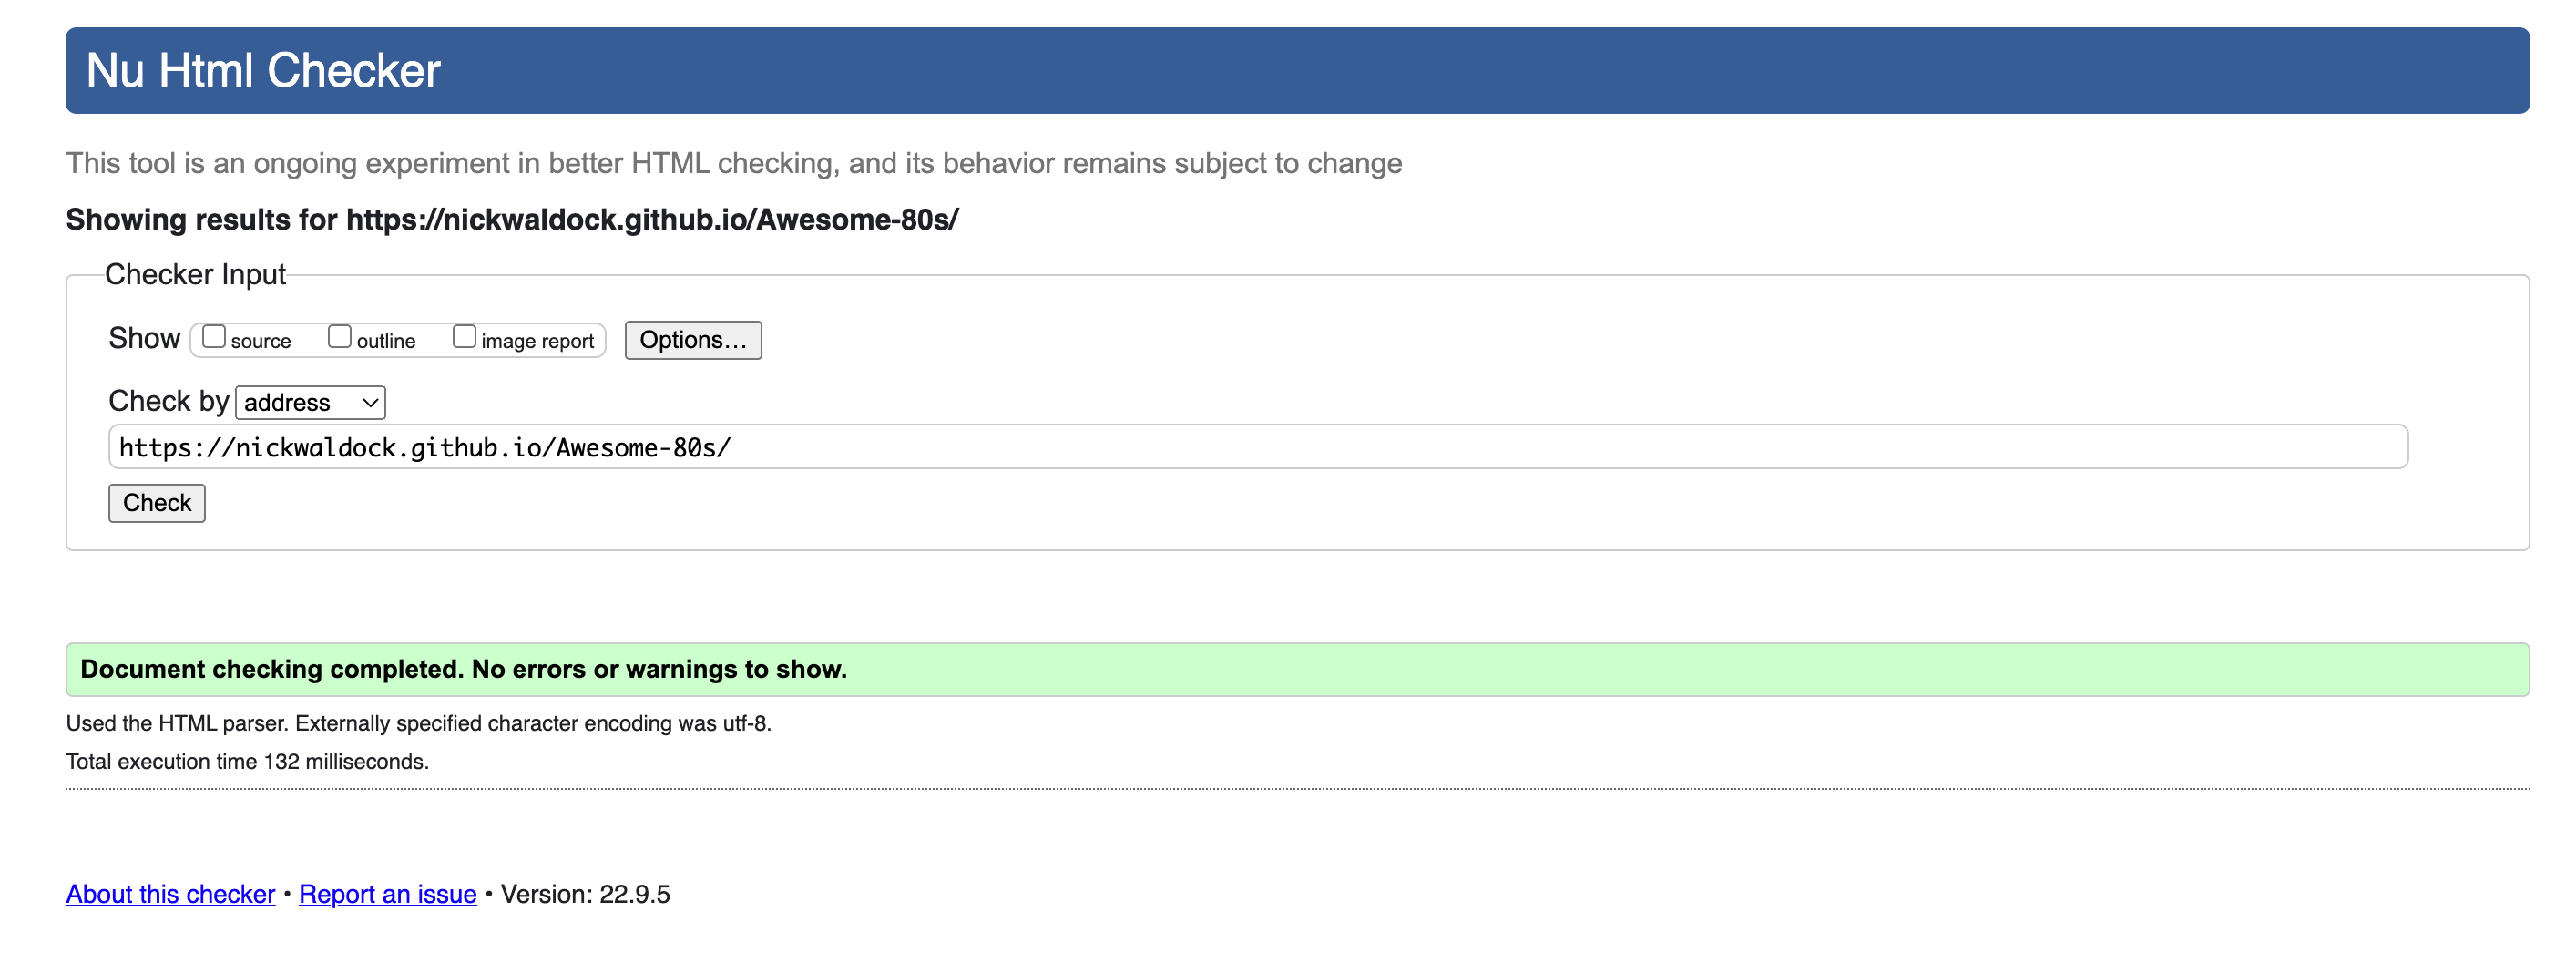 Nu Html Checker
This tool is an ongoing experiment in better HTML checking, and its behavior remains subject to change
Showing results for https://nickwaldock.github.io/Awesome-80s/
Checker Input
Show source outline image report Options…
Check by address
https://nickwaldock.github.io/Awesome-80s/
Check
Document checking completed. No errors or warnings to show.
Used the HTML parser. Externally specified character encoding was utf-8.
Total execution time 132 milliseconds.
About this checker • Report an issue • Version: 22.9.5